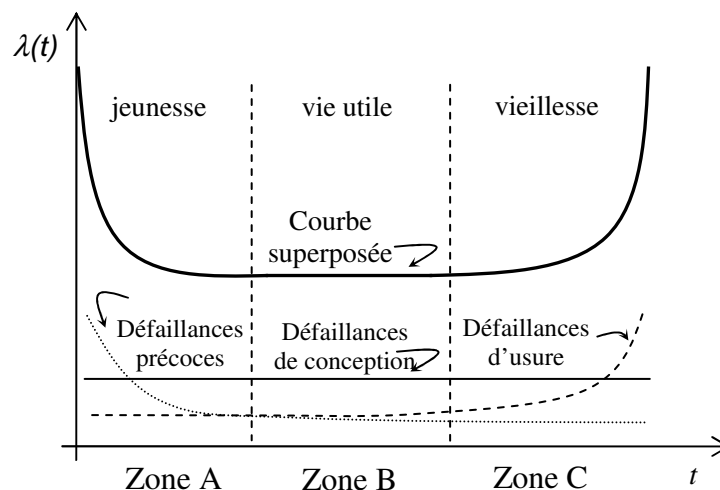 λ(t)
jeunesse
vie utile
vieillesse
Courbe
superposée
Défaillances
précoces
Défaillances
de conception
Défaillances
d'usure
Zone A
Zone B
Zone C
t